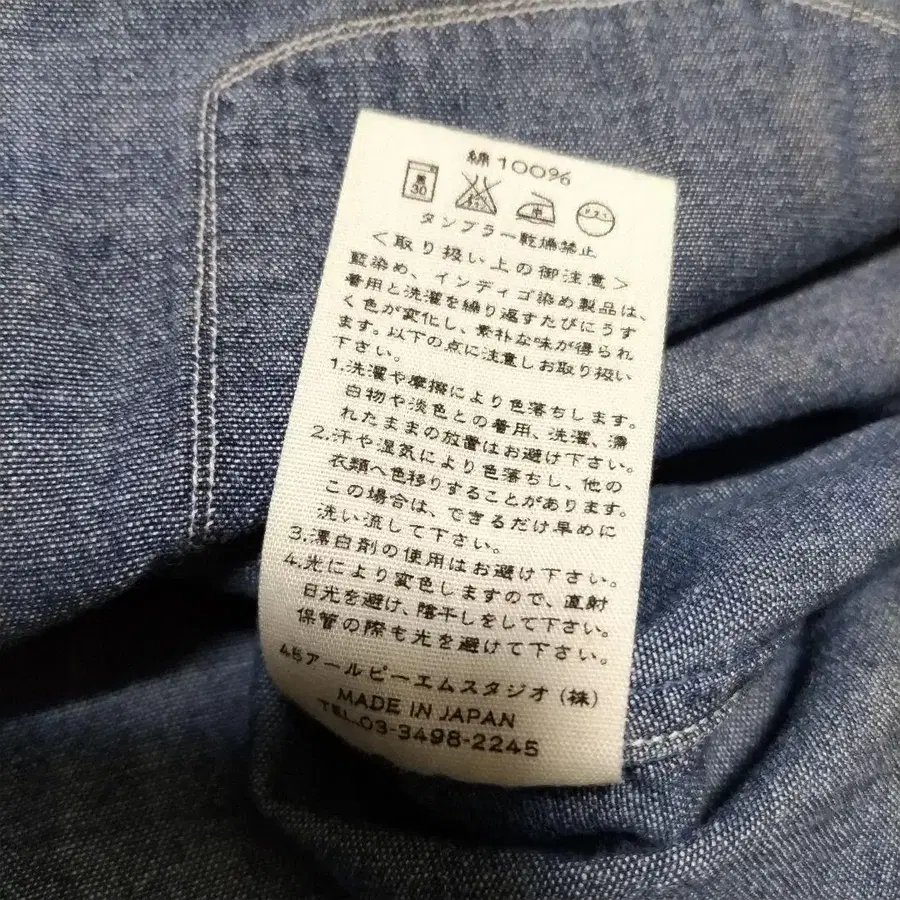 綿100%
弱 30 エンソ サラシ 中 ドライ
タンブラー乾燥禁止
<取り扱い上の御注意>
藍染め、インディゴ染め製品は、
着用と洗濯を繰り返すたびにうす
く色が変化し、素朴な味が得られ
ます。以下の点に注意しお取り扱い
下さい。
1.洗濯や摩擦により色落ちします。
白物や淡色との着用、洗濯、濡
れたままの放置はお避け下さい。
2.汗や湿気により色落ちし、他の
衣類へ色移りすることがあります。
この場合は、できるだけ早めに
洗い流して下さい。
3.漂白剤の使用はお避け下さい。
4.光により変色しますので、直射
日光を避け、陰干しをして下さい。
保管の際も光を避けて下さい。
45アールピーエムスタジオ(株)
MADE IN JAPAN
TEL.03-3498-2245